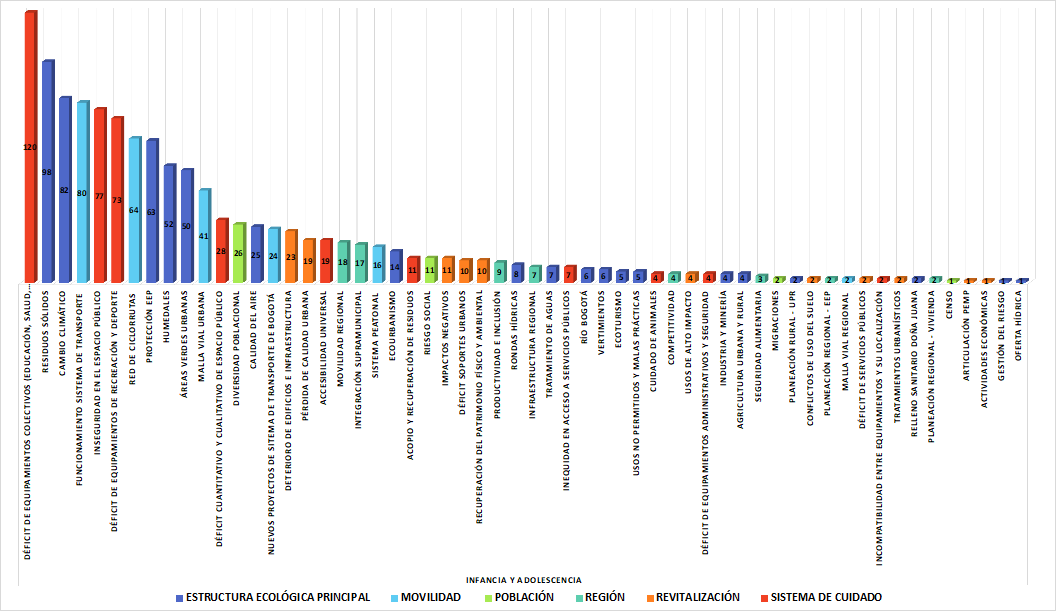 120
98
82
80
77
73
64
63
52
50
41
28
26
25
24
23
19
19
18
17
16
14
11
11
11
10
10
9
8
7
7
7
6
6
5
5
4
4
4
4
4
4
3
2
2
2
2
2
2
2
2
2
2
1
1
1
1
1
DÉFICIT DE EQUIPAMIENTOS COLECTIVOS (EDUCACIÓN, SALUD,...
RESIDUOS SÓLIDOS
CAMBIO CLIMÁTICO
FUNCIONAMIENTO SISTEMA DE TRANSPORTE
INSEGURIDAD EN EL ESPACIO PÚBLICO
DÉFICIT DE EQUIPAMENTOS DE RECREACIÓN Y DEPORTE
RED DE CICLORRUTAS
PROTECCIÓN EEP
HUMEDALES
ÁREAS VERDES URBANAS
MALLA VIAL URBANA
DÉFICIT CUANTITATIVO Y CUALITATIVO DE ESPACIO PÚBLICO
DIVERSIDAD POBLACIONAL
CALIDAD DEL AIRE
NUEVOS PROYECTOS DE SITEMA DE TRANSPORTE DE BOGOTÁ
DETERIORO DE EDIFICIOS E INFRAESTRUCTURA
PÉRDIDA DE CALIDAD URBANA
ACCESIBILIDAD UNIVERSAL
MOVILIDAD REGIONAL
INTEGRACIÓN SUPRAMUNICIPAL
SISTEMA PEATONAL
ECOURBANISMO
ACOPIO Y RECUPERACIÓN DE RESIDUOS
RIESGO SOCIAL
IMPACTOS NEGATIVOS
DÉFICIT SOPORTES URBANOS
RECUPERACIÓN DEL PATRIMONIO FÍSICO Y AMBIENTAL
PRODUCTIVIDAD E INCLUSIÓN
RONDAS HÍDRICAS
INFRAESTRUCTURA REGIONAL
TRATAMIENTO DE AGUAS
INEQUIDAD EN ACCESO A SERVICIOS PÚBLICOS
RÍO BOGOTÁ
VERTIMIENTOS
ECOTURISMO
USOS NO PERMITIDOS Y MALAS PRÁCTICAS
CUIDADO DE ANIMALES
COMPETITIVIDAD
USOS DE ALTO IMPACTO
DÉFICIT DE EQUIPAMENTOS ADMINISTRATIVOS Y SEGURIDAD
INDUSTRIA Y MINERÍA
AGRICULTURA URBANA Y RURAL
SEGURIDAD ALIMENTARIA
MIGRACIONES
PLANEACIÓN RURAL - UPR
CONFLICTOS DE USO DEL SUELO
PLANEACIÓN REGIONAL - EEP
MALLA VIAL REGIONAL
DÉFICIT DE SERVICIOS PÚBLICOS
INCOMPATIBILIDAD ENTRE EQUIPAMENTOS Y SU LOCALIZACIÓN
TRATAMIENTOS URBANÍSTICOS
RELLENO SANITARIO DOÑA JUANA
PLANEACIÓN REGIONAL - VIVIENDA
CENSO
ARTICULACIÓN PEMP
ACTIVIDADES ECONÓMICAS
GESTIÓN DEL RIESGO
OFERTA HÍDRICA
INFANCIA Y ADOLESCENCIA
ESTRUCTURA ECOLÓGICA PRINCIPAL MOVILIDAD POBLACIÓN REGIÓN REVITALIZACIÓN SISTEMA DE CUIDADO